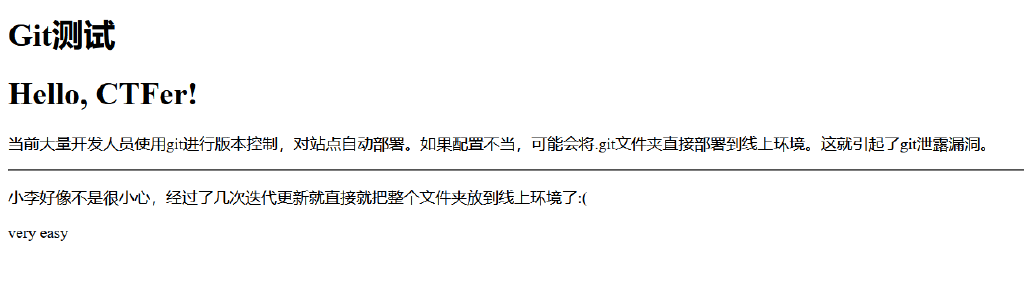 Git测试
Hello, CTFer!
当前大量开发人员使用git进行版本控制，对站点自动部署。如果配置不当，可能会将.git文件夹直接部署到线上环境。这就引起了git泄露漏洞。
小李好像不是很小心，经过了几次迭代更新就直接就把整个文件夹放到线上环境了:(
very easy